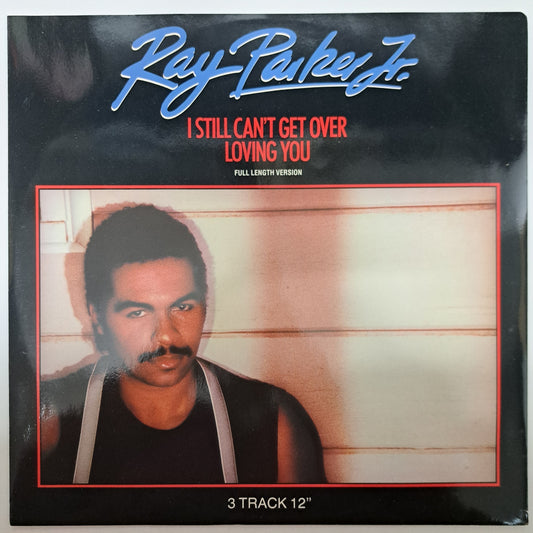 Ray Parker Jr.
I STILL CAN'T GET OVER
LOVING YOU
FULL LENGTH VERSION
3 TRACK 12"